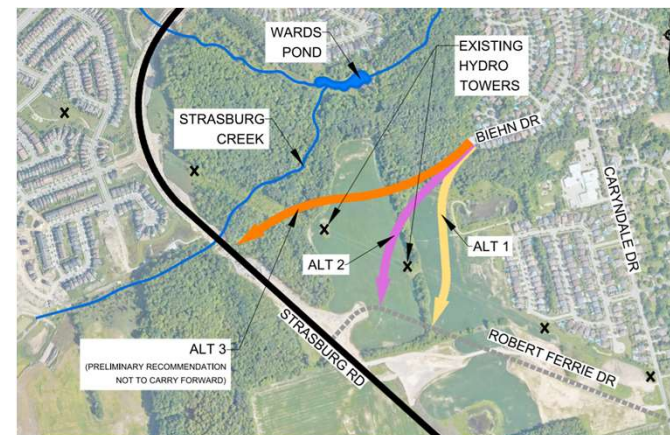 WARDS
POND
EXISTING
HYDRO
TOWERS
STRASBURG
CREEK
BIEHN DR
CARYNDALE DR
ALT 1
ALT 2
ALT 3
(PRELIMINARY RECOMMENDATION
NOT TO CARRY FORWARD)
STRASBURG RD
ROBERT FERRIE DR